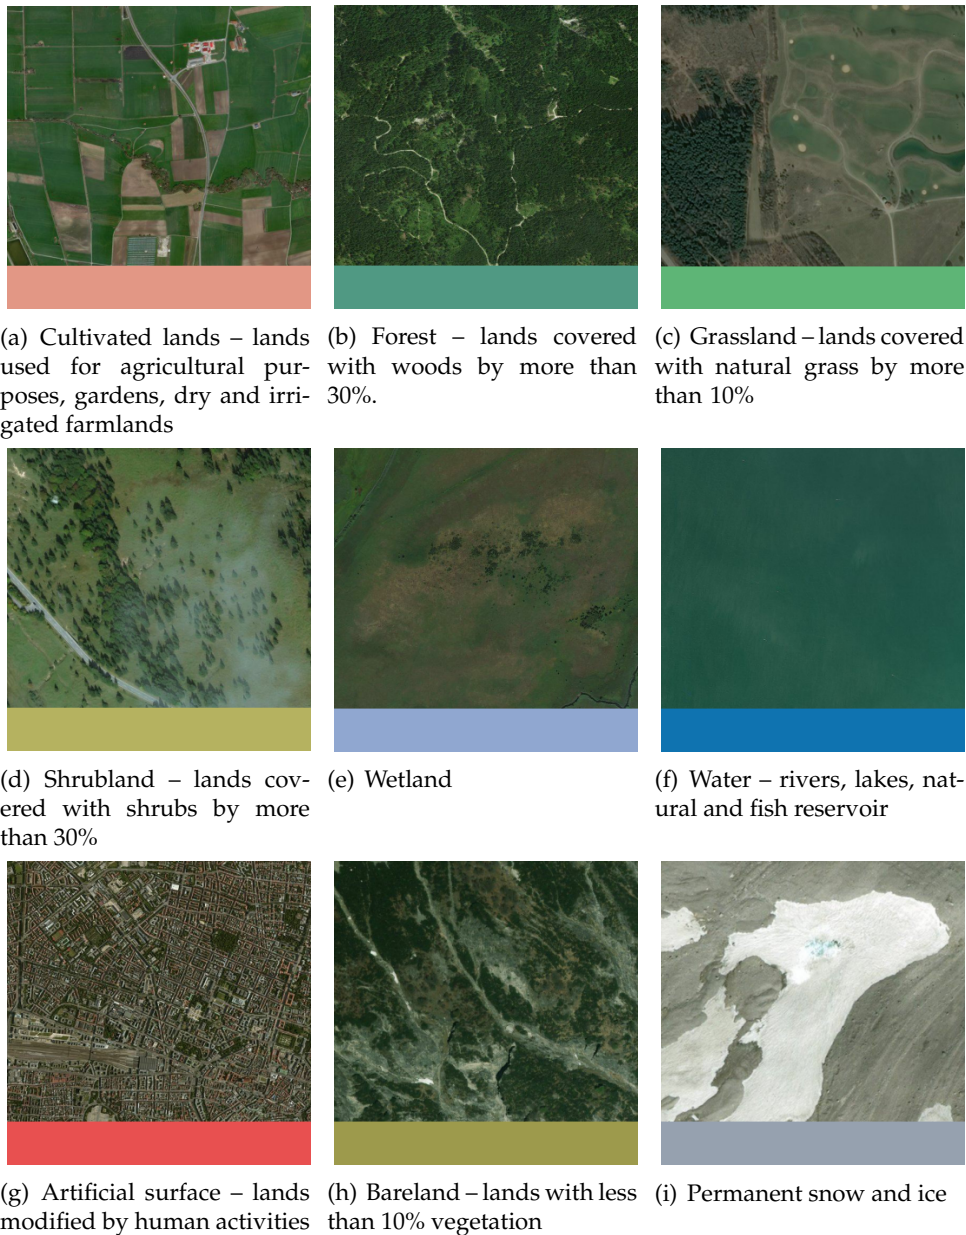 (a) Cultivated lands – lands
used for agricultural pur-
poses, gardens, dry and irri-
gated farmlands
(b) Forest – lands covered
with woods by more than
30%.
(c) Grassland – lands covered
with natural grass by more
than 10%
(d) Shrubland – lands cov-
ered with shrubs by more
than 30%
(e) Wetland
(f) Water – rivers, lakes, nat-
ural and fish reservoir
(g) Artificial surface – lands
modified by human activities
(h) Bareland – lands with less
than 10% vegetation
(i) Permanent snow and ice